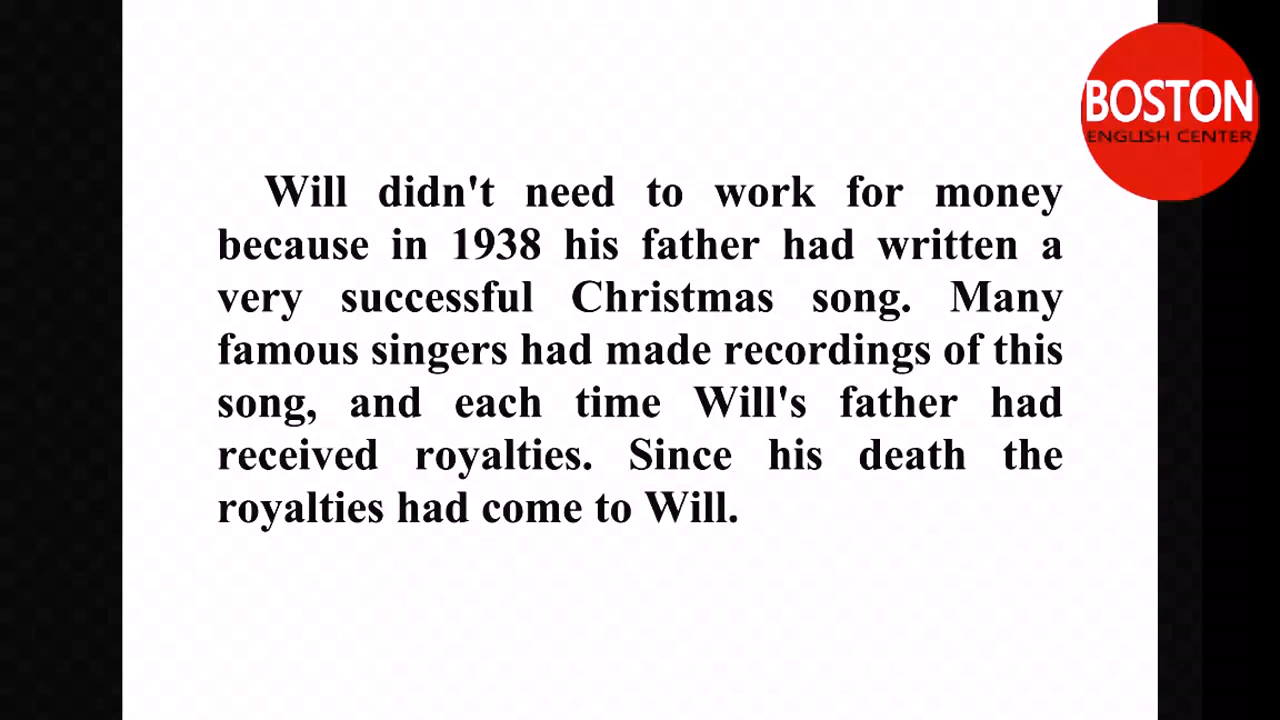 BOSTON
ENGLISH CENTER
Will didn't need to work for money
because in 1938 his father had written a
very successful Christmas song. Many
famous singers had made recordings of this
song, and each time Will's father had
received royalties. Since his death the
royalties had come to Will.